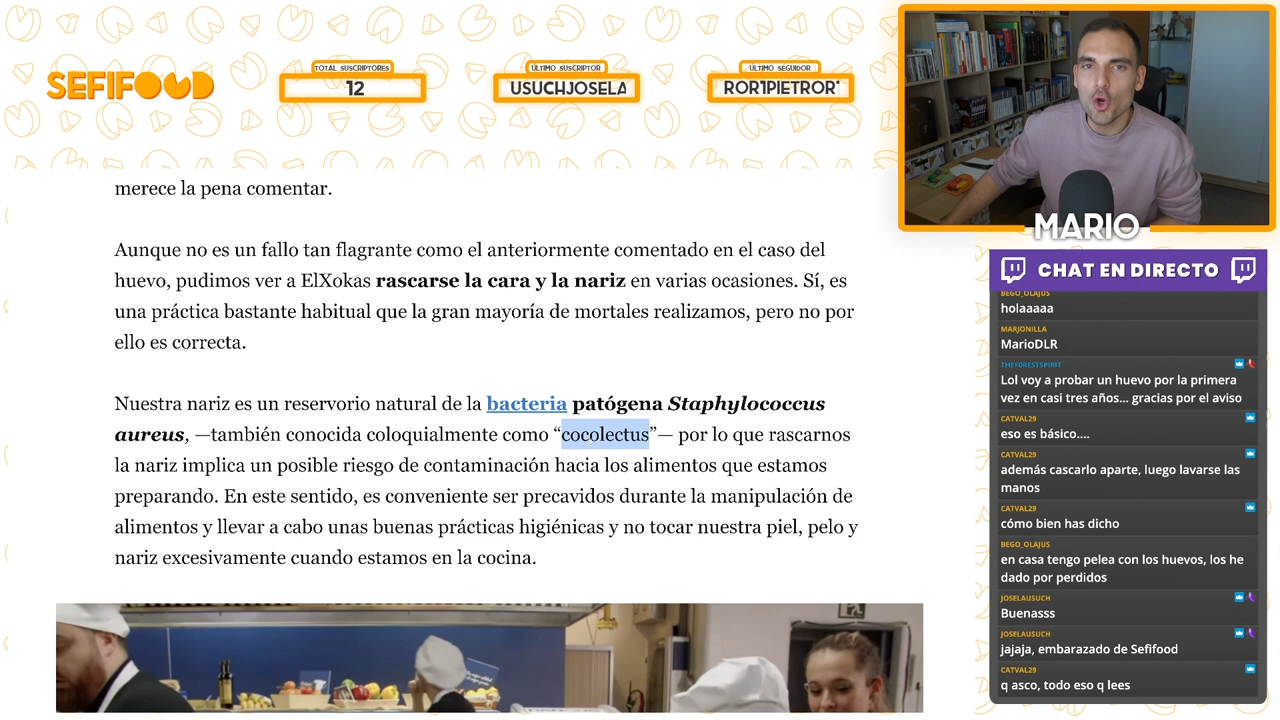 SEFIFOOD
TOTAL SUSCRIPTORES
12
ÚLTIMO SUSCRIPTOR
USUCHJOSELA
ÚLTIMO SEGUIDOR
ROR1PIETROR
MARIO
merece la pena comentar.
Aunque no es un fallo tan flagrante como el anteriormente comentado en el caso del
huevo, pudimos ver a ElXokas rascarse la cara y la nariz en varias ocasiones. Sí, es
una práctica bastante habitual que la gran mayoría de mortales realizamos, pero no por
ello es correcta.
Nuestra nariz es un reservorio natural de la bacteria patógena Staphylococcus
aureus, —también conocida coloquialmente como “cocolectus”— por lo que rascarnos
la nariz implica un posible riesgo de contaminación hacia los alimentos que estamos
preparando. En este sentido, es conveniente ser precavidos durante la manipulación de
alimentos y llevar a cabo unas buenas prácticas higiénicas y no tocar nuestra piel, pelo y
nariz excesivamente cuando estamos en la cocina.
CHAT EN DIRECTO
BEGO_OLAJUS
holaaaaa
MARJONILLA
MarioDLR
THEFORESTSPIRIT
Lol voy a probar un huevo por la primera
vez en casi tres años... gracias por el aviso
CATVAL29
eso es básico....
CATVAL29
además cascarlo aparte, luego lavarse las
manos
CATVAL29
cómo bien has dicho
BEGO_OLAJUS
en casa tengo pelea con los huevos, los he
dado por perdidos
JOSELAUSUCH
Buenasss
JOSELAUSUCH
jajaja, embarazado de Sefifood
CATVAL29
q asco, todo eso q lees